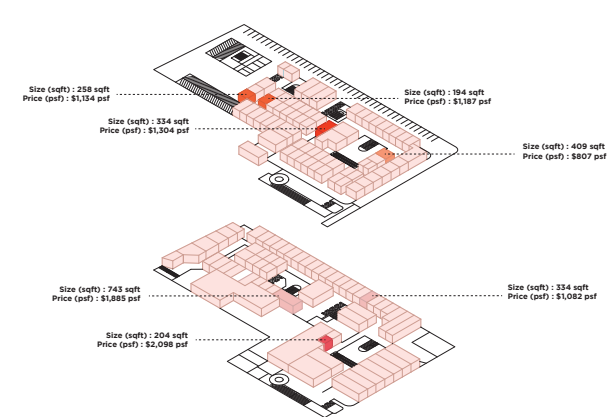 Size (sqft) : 258 sqft
Price (psf) : $1,134 psf
Size (sqft) : 194 sqft
Price (psf) : $1,187 psf
Size (sqft) : 334 sqft
Price (psf) : $1,304 psf
Size (sqft) : 409 sqft
Price (psf) : $807 psf
Size (sqft) : 743 sqft
Price (psf) : $1,885 psf
Size (sqft) : 334 sqft
Price (psf) : $1,082 psf
Size (sqft) : 204 sqft
Price (psf) : $2,098 psf